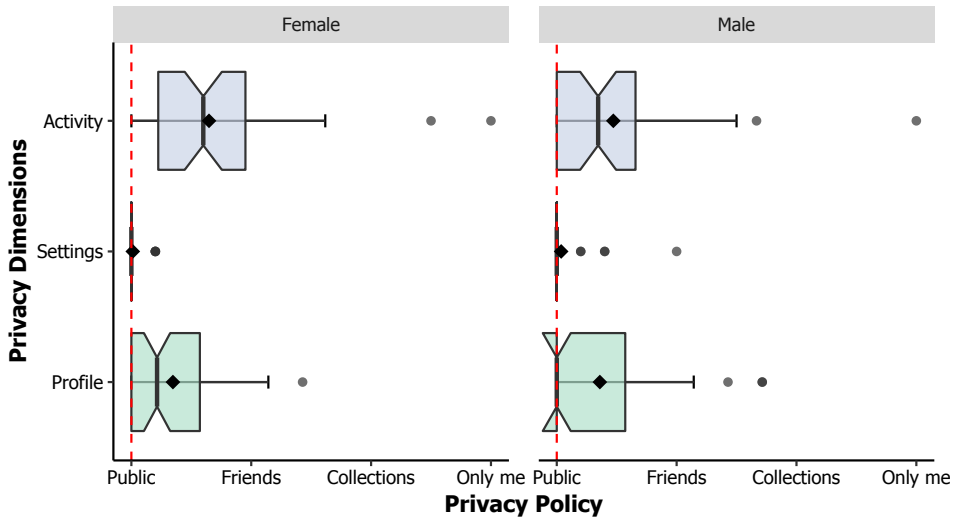 Female
Male
Privacy Dimensions
Activity
Settings
Profile
Public Friends Collections Only me
Public Friends Collections Only me
Privacy Policy